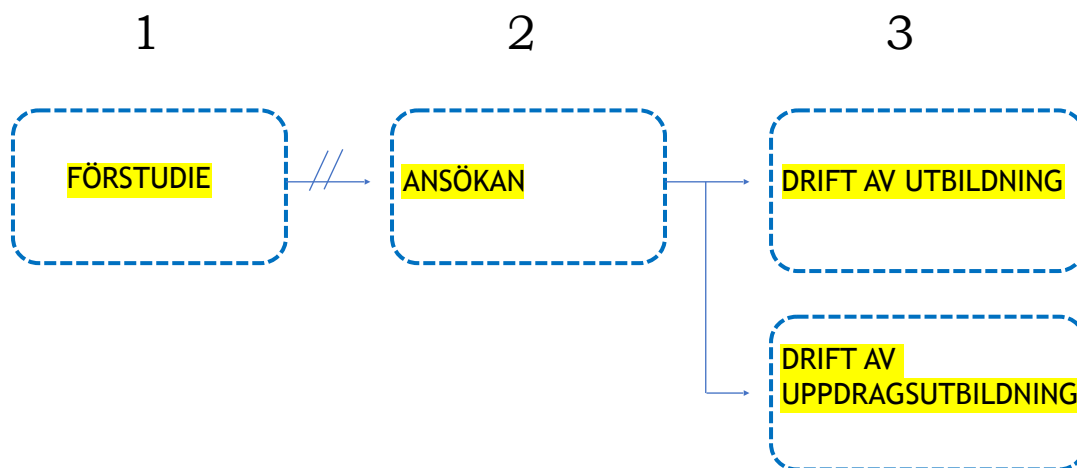 1
2
3
FÖRSTUDIE
ANSÖKAN
DRIFT AV UTBILDNING
DRIFT AV
UPPDRAGSUTBILDNING